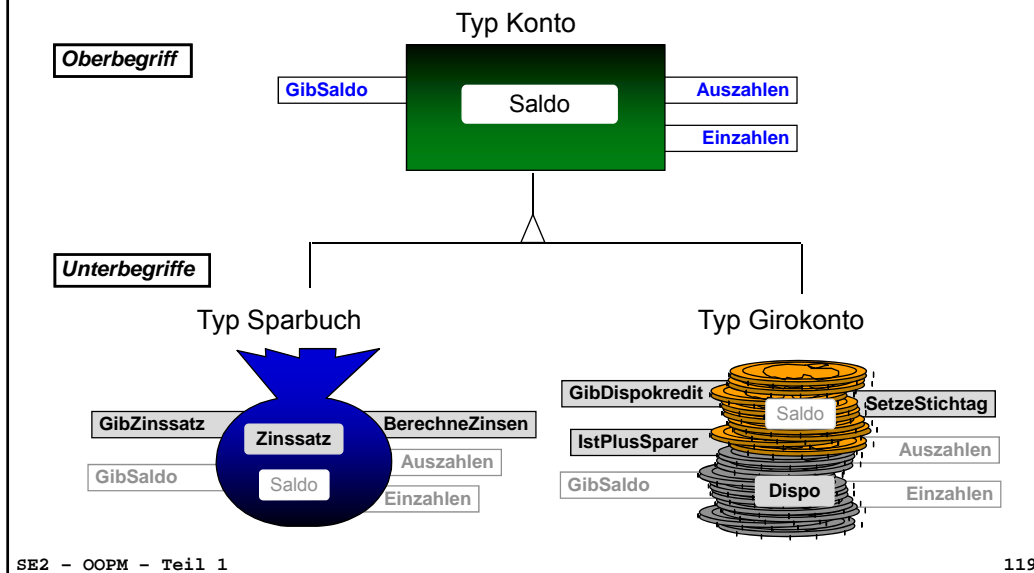 Typ Konto
Oberbegriff
GibSaldo
Saldo
Auszahlen
Einzahlen
Unterbegriffe
Typ Sparbuch
GibZinssatz
Zinssatz
BerechneZinsen
GibSaldo
Saldo
Auszahlen
Einzahlen
Typ Girokonto
GibDispokredit
Saldo
SetzeStichtag
IstPlusSparer
Auszahlen
GibSaldo
Dispo
Einzahlen
SE2 – OOPM – Teil 1
119